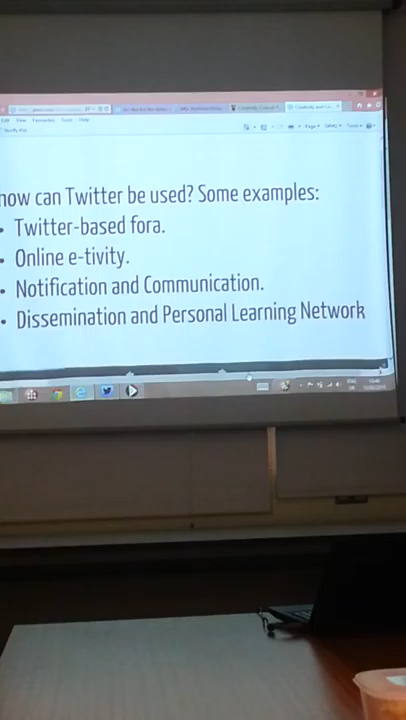 how can Twitter be used? Some examples:
• Twitter-based fora.
• Online e-tivity.
• Notification and Communication.
• Dissemination and Personal Learning Network